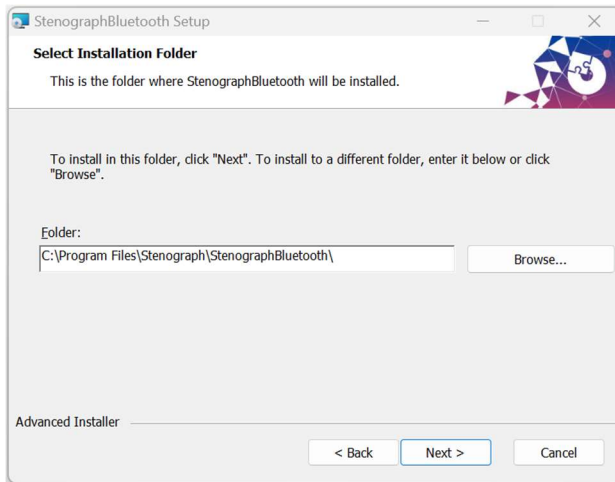 StenographBluetooth Setup
Select Installation Folder
This is the folder where StenographBluetooth will be installed.
To install in this folder, click "Next". To install to a different folder, enter it below or click
"Browse".
Folder:
C:\Program Files\Stenograph\StenographBluetooth\
Browse...
Advanced Installer
< Back
Next >
Cancel